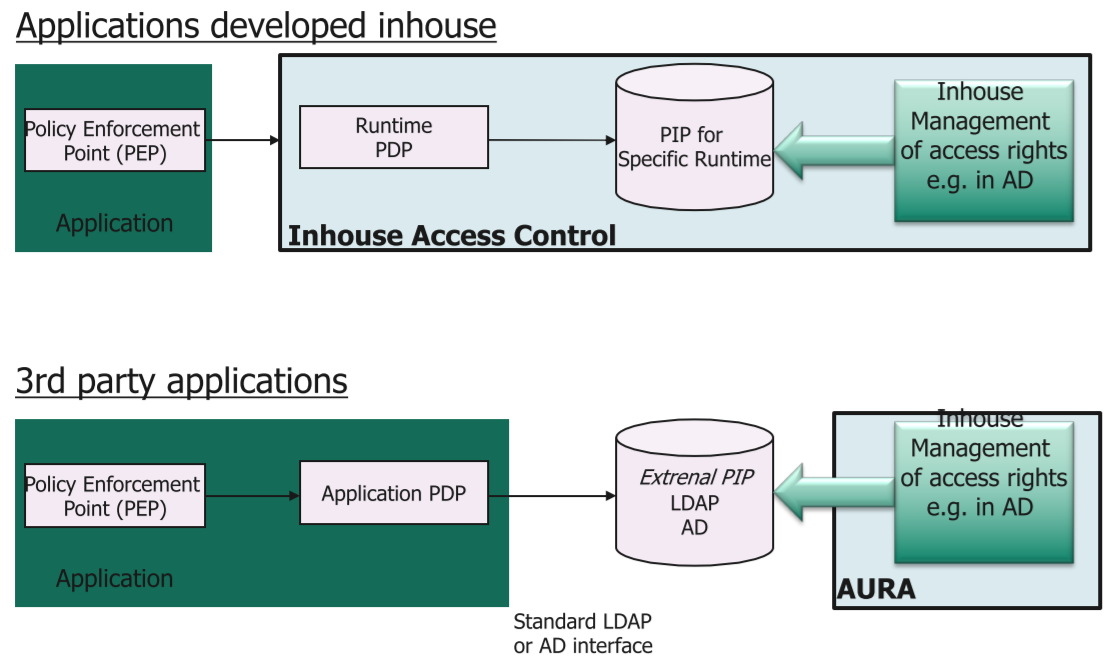 Applications developed inhouse
Policy Enforcement
Point (PEP)
Application
Runtime
PDP
PIP for
Specific Runtime
Inhouse
Management
of access rights
e.g. in AD
Inhouse Access Control
3rd party applications
Policy Enforcement
Point (PEP)
Application
Application PDP
Extrenal PIP
LDAP
AD
Inhouse
Management
of access rights
e.g. in AD
AURA
Standard LDAP
or AD interface